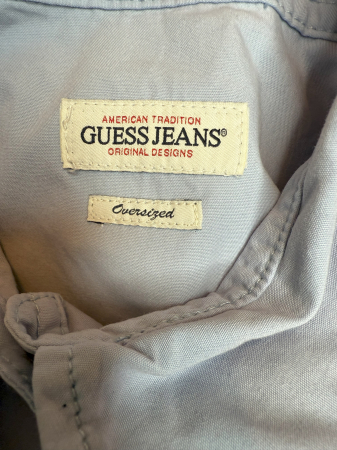 AMERICAN TRADITION
GUESS JEANS®
ORIGINAL DESIGNS
Oversized